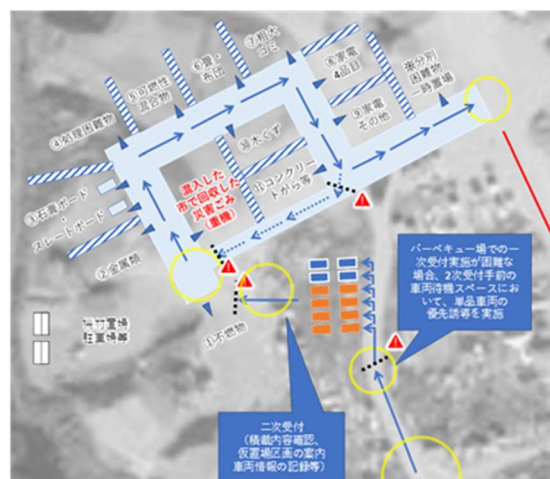 ⑦粗大
ゴミ
⑥畳・
布団
⑤可燃性
混合物
④処理困難物
③石膏ボード
・
スレートボード
②金属類
①不燃物
⑧家電
4品目
⑨家電
その他
※分別
困難物
一時置場
⑩木くず
⑪コンクリー
トがら等
混入した
市で回収した
災害ごみ
(重機)
駐車場等
バーベキュー場での一
次受付実施が困難な
場合、2次受付手前の
車両待機スペースに
おいて、単品車両の
優先誘導を実施
二次受付
(積載内容確認、
仮置場区画の案内
車両情報の記録等)